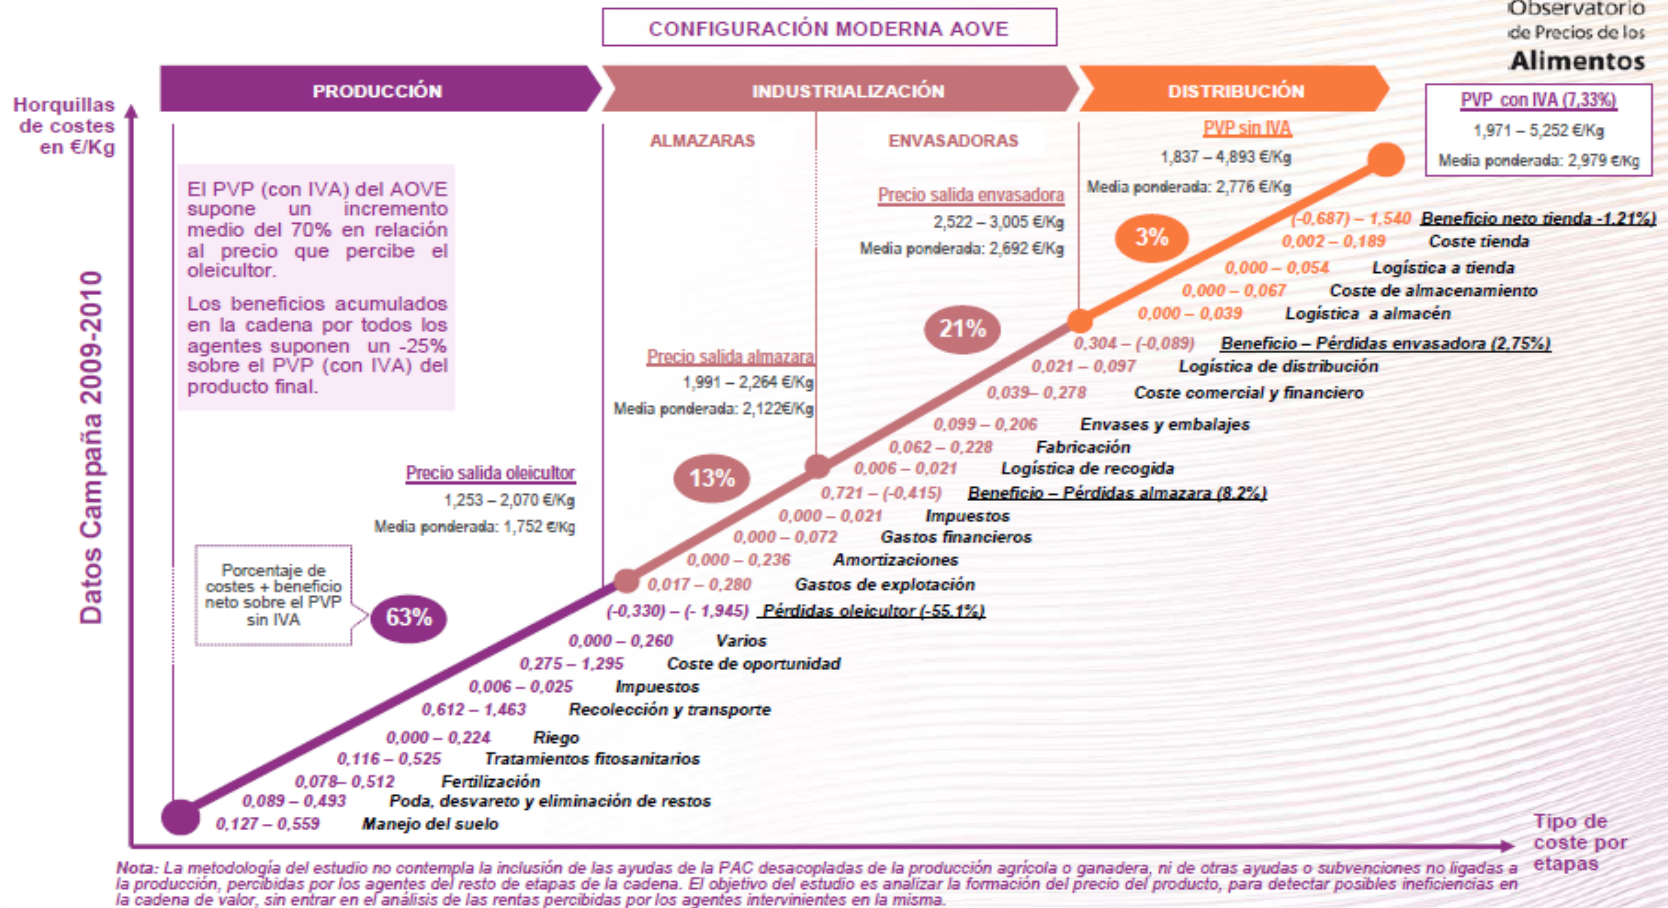 CONFIGURACIÓN MODERNA AOVE
Observatorio
de Precios de los
Alimentos
PRODUCCIÓN
INDUSTRIALIZACIÓN
DISTRIBUCIÓN
Horquillas
de costes
en €/Kg
ALMAZARAS
ENVASADORAS
PVP sin IVA
1,837 – 4,893 €/Kg
Media ponderada: 2,776 €/Kg
PVP con IVA (7,33%)
1,971 – 5,252 €/Kg
Media ponderada: 2,979 €/Kg
El PVP (con IVA) del AOVE
supone un incremento
medio del 70% en relación
al precio que percibe el
oleicultor.
Los beneficios acumulados
en la cadena por todos los
agentes suponen un -25%
sobre el PVP (con IVA) del
producto final.
Precio salida envasadora
2,522 – 3,005 €/Kg
Media ponderada: 2,692 €/Kg
3%
(-0,687) – 1,540 Beneficio neto tienda -1.21%)
0,002 – 0,189 Coste tienda
0,000 – 0,054 Logística a tienda
0,000 – 0,067 Coste de almacenamiento
0,000 – 0,039 Logística a almacén
21%
0,304 – (-0,089) Beneficio – Pérdidas envasadora (2,75%)
0,021 – 0,097 Logística de distribución
0,039– 0,278 Coste comercial y financiero
0,099 – 0,206 Envases y embalajes
0,062 – 0,228 Fabricación
0,006 – 0,021 Logística de recogida
Precio salida almazara
1,991 – 2,264 €/Kg
Media ponderada: 2,122€/Kg
13%
0,721 – (-0,415) Beneficio – Pérdidas almazara (8.2%)
0,000 – 0,021 Impuestos
0,000 – 0,072 Gastos financieros
0,000 – 0,236 Amortizaciones
0,017 – 0,280 Gastos de explotación
Precio salida oleicultor
1,253 – 2,070 €/Kg
Media ponderada: 1,752 €/Kg
Porcentaje de
costes + beneficio
neto sobre el PVP
sin IVA
63%
(-0,330) – (- 1,945) Pérdidas oleicultor (-55.1%)
0,000 – 0,260 Varios
0,275 – 1,295 Coste de oportunidad
0,006 – 0,025 Impuestos
0,612 – 1,463 Recolección y transporte
0,000 – 0,224 Riego
0,116 – 0,525 Tratamientos fitosanitarios
0,078– 0,512 Fertilización
0,089 – 0,493 Poda, desvareto y eliminación de restos
0,127 – 0,559 Manejo del suelo
Datos Campaña 2009-2010
Tipo de
coste por
etapas
Nota: La metodología del estudio no contempla la inclusión de las ayudas de la PAC desacopladas de la producción agrícola o ganadera, ni de otras ayudas o subvenciones no ligadas a
la producción, percibidas por los agentes del resto de etapas de la cadena. El objetivo del estudio es analizar la formación del precio del producto, para detectar posibles ineficiencias en
la cadena de valor, sin entrar en el análisis de las rentas percibidas por los agentes intervinientes en la misma.